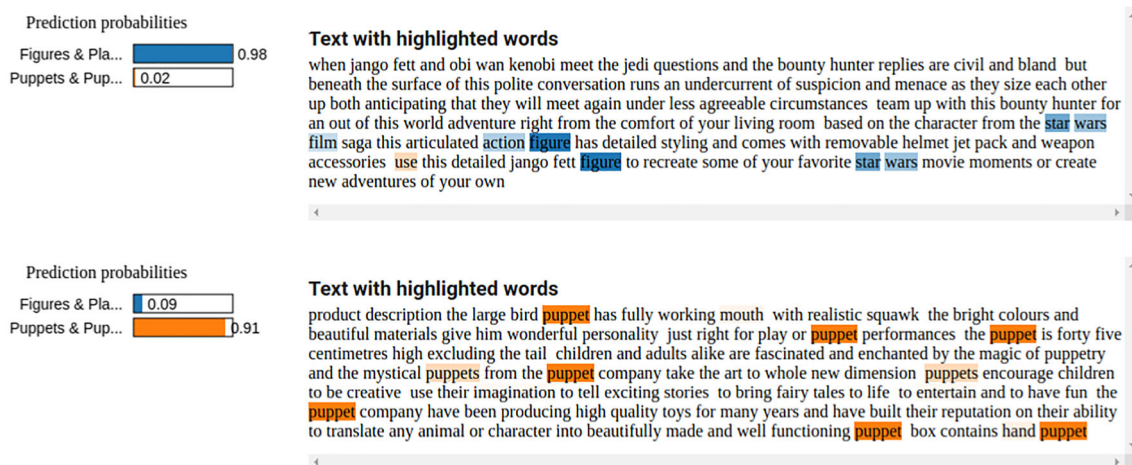 Prediction probabilities
Figures & Pla... 0.98
Puppets & Pup... 0.02
Text with highlighted words
when jango fett and obi wan kenobi meet the jedi questions and the bounty hunter replies are civil and bland but
beneath the surface of this polite conversation runs an undercurrent of suspicion and menace as they size each other
up both anticipating that they will meet again under less agreeable circumstances team up with this bounty hunter for
an out of this world adventure right from the comfort of your living room based on the character from the star wars
film saga this articulated action figure has detailed styling and comes with removable helmet jet pack and weapon
accessories use this detailed jango fett figure to recreate some of your favorite star wars movie moments or create
new adventures of your own
Prediction probabilities
Figures & Pla... 0.09
Puppets & Pup... 0.91
Text with highlighted words
product description the large bird puppet has fully working mouth with realistic squawk the bright colours and
beautiful materials give him wonderful personality just right for play or puppet performances the puppet is forty five
centimetres high excluding the tail children and adults alike are fascinated and enchanted by the magic of puppetry
and the mystical puppets from the puppet company take the art to whole new dimension puppets encourage children
to be creative use their imagination to tell exciting stories to bring fairy tales to life to entertain and to have fun the
puppet company have been producing high quality toys for many years and have built their reputation on their ability
to translate any animal or character into beautifully made and well functioning puppet box contains hand puppet